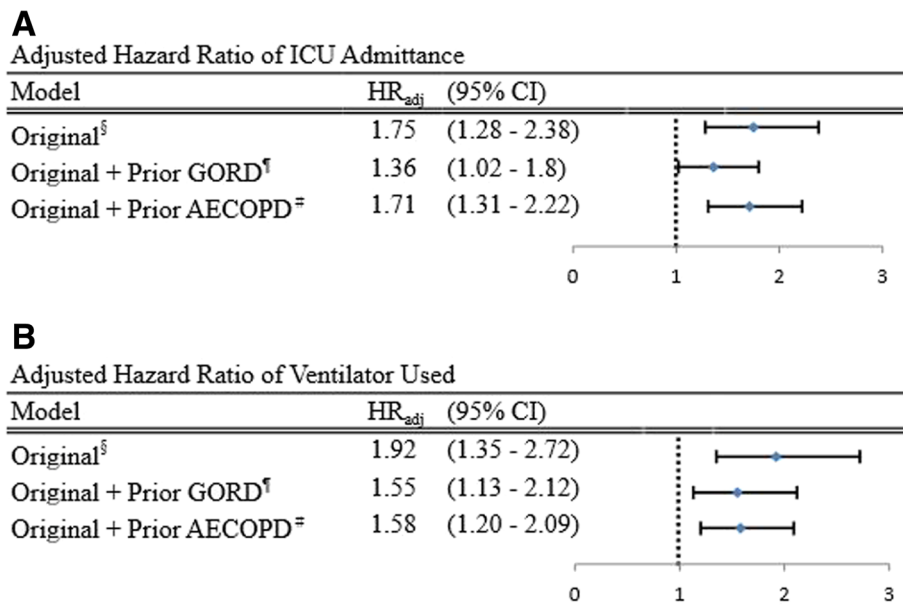 A
Adjusted Hazard Ratio of ICU Admittance
Model HRadj (95% CI)
Original§ 1.75 (1.28 - 2.38)
Original + Prior GORD¶ 1.36 (1.02 - 1.8)
Original + Prior AECOPD⩨ 1.71 (1.31 - 2.22)
0 1 2 3
B
Adjusted Hazard Ratio of Ventilator Used
Model HRadj (95% CI)
Original§ 1.92 (1.35 - 2.72)
Original + Prior GORD¶ 1.55 (1.13 - 2.12)
Original + Prior AECOPD⩨ 1.58 (1.20 - 2.09)
0 1 2 3